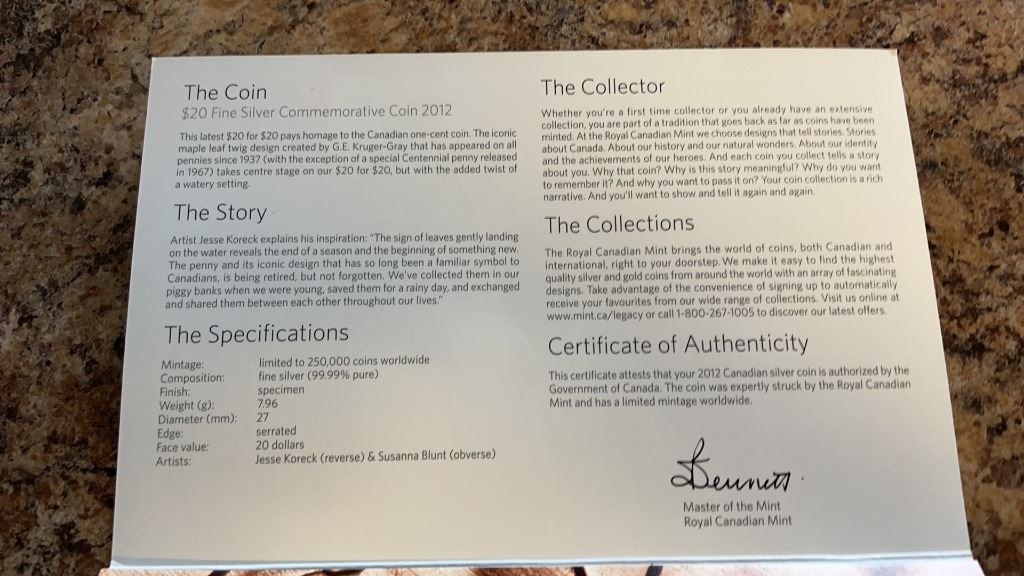 The Coin
$20 Fine Silver Commemorative Coin 2012
This latest $20 for $20 pays homage to the Canadian one-cent coin. The iconic
maple leaf twig design created by G.E. Kruger-Gray that has appeared on all
pennies since 1937 (with the exception of a special Centennial penny released
in 1967) takes centre stage on our $20 for $20, but with the added twist of
a watery setting.
The Story
Artist Jesse Koreck explains his inspiration: "The sign of leaves gently landing
on the water reveals the end of a season and the beginning of something new.
The penny and its iconic design that has so long been a familiar symbol to
Canadians, is being retired, but not forgotten. We've collected them in our
piggy banks when we were young, saved them for a rainy day, and exchanged
and shared them between each other throughout our lives."
The Specifications
Mintage: limited to 250,000 coins worldwide
Composition: fine silver (99.99% pure)
Finish: specimen
Weight (g): 7.96
Diameter (mm): 27
Edge: serrated
Face value: 20 dollars
Artists: Jesse Koreck (reverse) & Susanna Blunt (obverse)
The Collector
Whether you're a first time collector or you already have an extensive
collection, you are part of a tradition that goes back as far as coins have been
minted. At the Royal Canadian Mint we choose designs that tell stories. Stories
about Canada. About our history and our natural wonders. About our identity
and the achievements of our heroes. And each coin you collect tells a story
about you. Why that coin? Why is this story meaningful? Why do you want
to remember it? And why you want to pass it on? Your coin collection is a rich
narrative. And you'll want to show and tell it again and again.
The Collections
The Royal Canadian Mint brings the world of coins, both Canadian and
international, right to your doorstep. We make it easy to find the highest
quality silver and gold coins from around the world with an array of fascinating
designs. Take advantage of the convenience of signing up to automatically
receive your favourites from our wide range of collections. Visit us online at
www.mint.ca/legacy or call 1-800-267-1005 to discover our latest offers.
Certificate of Authenticity
This certificate attests that your 2012 Canadian silver coin is authorized by the
Government of Canada. The coin was expertly struck by the Royal Canadian
Mint and has a limited mintage worldwide.
Bennett
Master of the Mint
Royal Canadian Mint